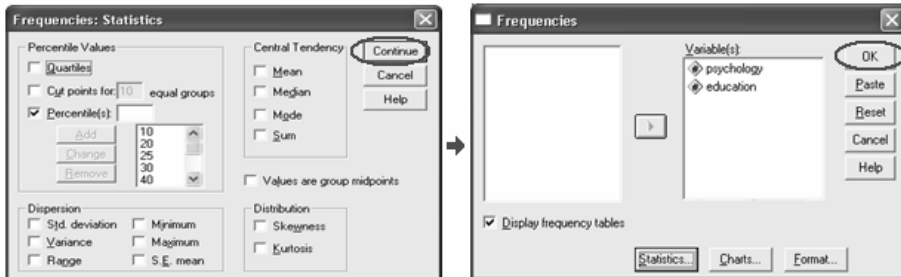 Frequencies: Statistics
Percentile Values
Quartiles
Cut points for: 10 equal groups
Percentile(s):
Add
Change
Remove
10
20
25
30
40
Central Tendency
Mean
Median
Mode
Sum
Continue
Cancel
Help
Values are group midpoints
Dispersion
Std. deviation Minimum
Variance Maximum
Range S.E. mean
Distribution
Skewness
Kurtosis
Frequencies
Variable(s):
psychology
education
OK
Paste
Reset
Cancel
Help
Display frequency tables
Statistics... Charts... Format...